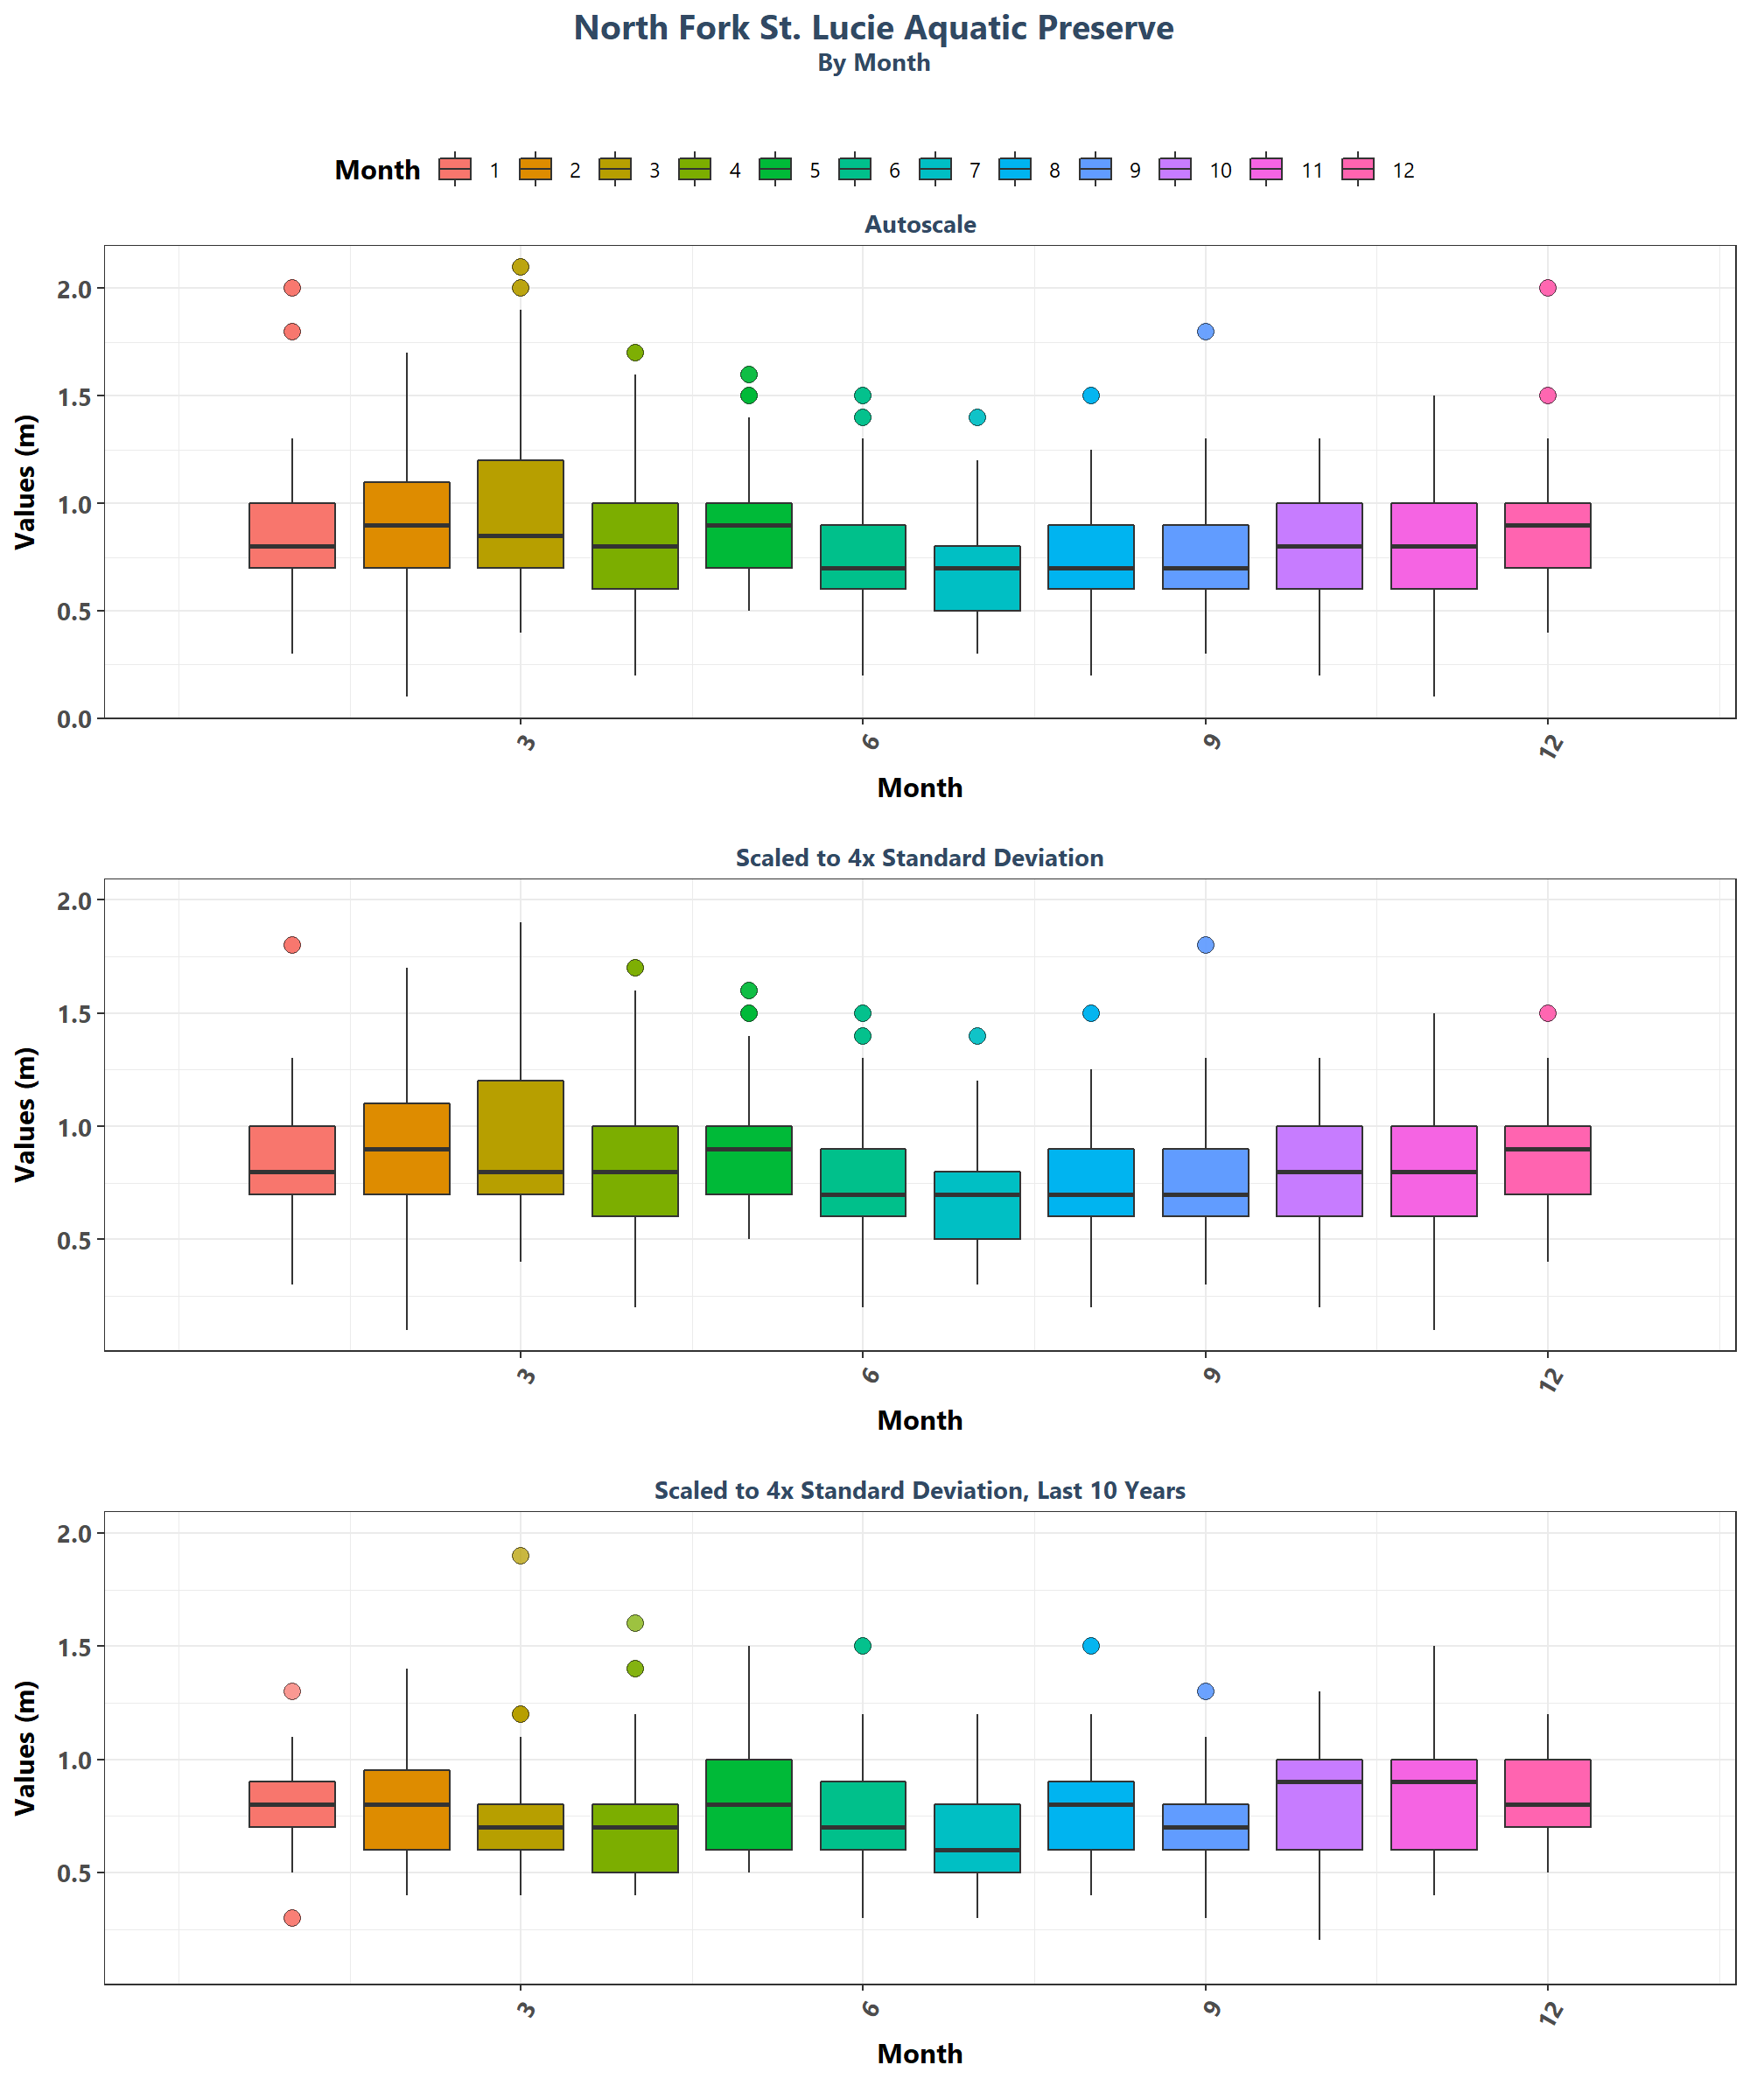 North Fork St. Lucie Aquatic Preserve
By Month
Month 1 2 3 4 5 6 7 8 9 10 11 12
Autoscale
Values (m)
2.0
1.5
1.0
0.5
0.0
3 6 9 12
Month
Scaled to 4x Standard Deviation
Values (m)
2.0
1.5
1.0
0.5
3 6 9 12
Month
Scaled to 4x Standard Deviation, Last 10 Years
Values (m)
2.0
1.5
1.0
0.5
3 6 9 12
Month